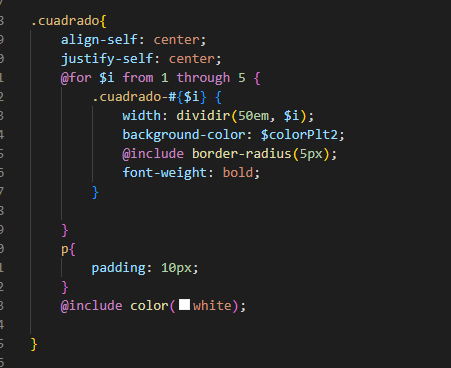 .cuadrado{
align-self: center;
justify-self: center;
@for $i from 1 through 5 {
.cuadrado-#{$i} {
width: dividir(50em, $i);
background-color: $colorPlt2;
@include border-radius(5px);
font-weight: bold;
}
}
p{
padding: 10px;
}
@include color(white);
}